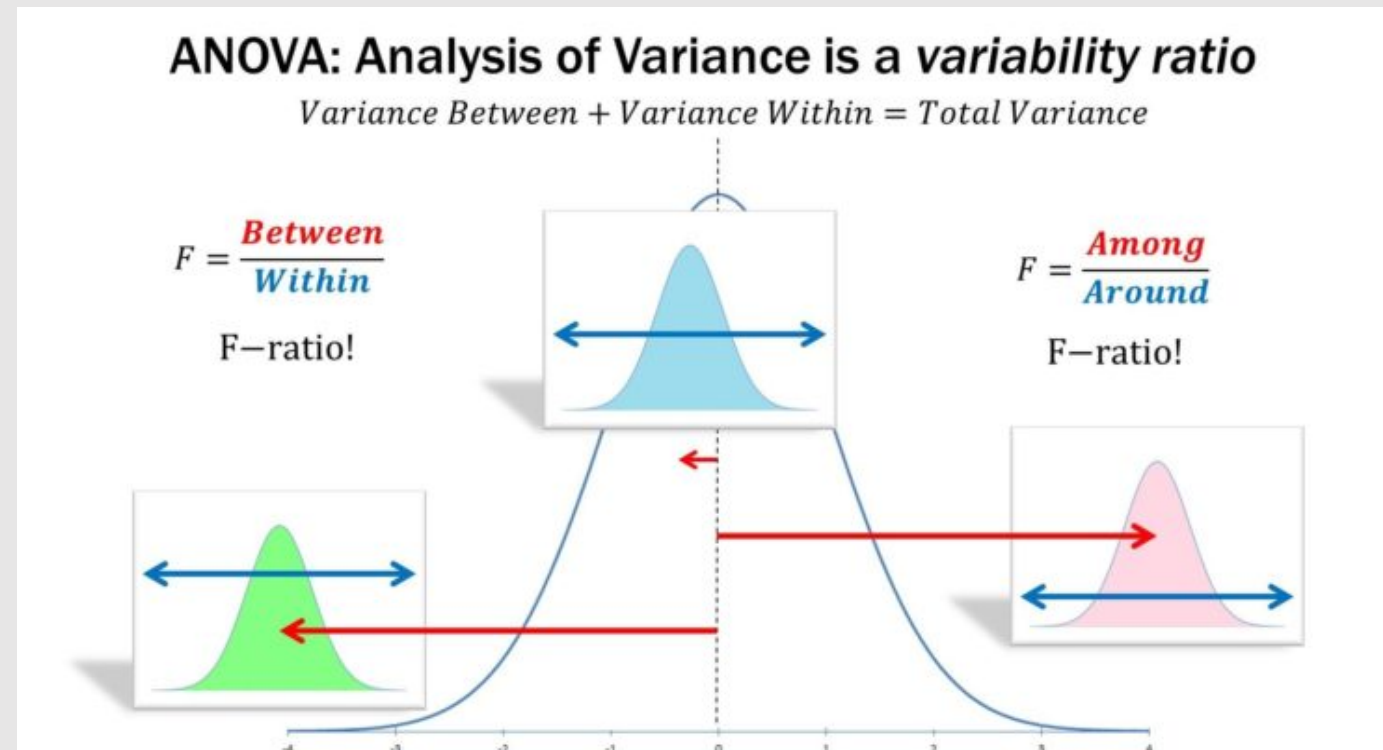 ANOVA: Analysis of Variance is a variability ratio
Variance Between + Variance Within = Total Variance
F = Between / Within
F−ratio!
F = Among / Around
F−ratio!